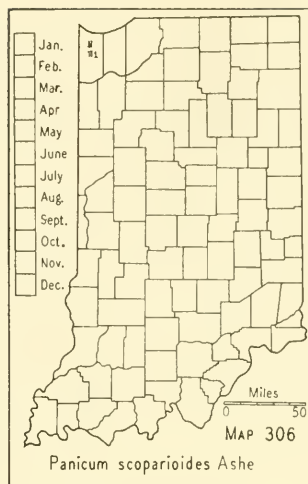 Jan.
Feb.
Mar.
Apr
May
June
July
Aug.
Sept.
Oct.
Nov.
Dec.
Miles
0 50
MAP 306
Panicum scoparioides Ashe